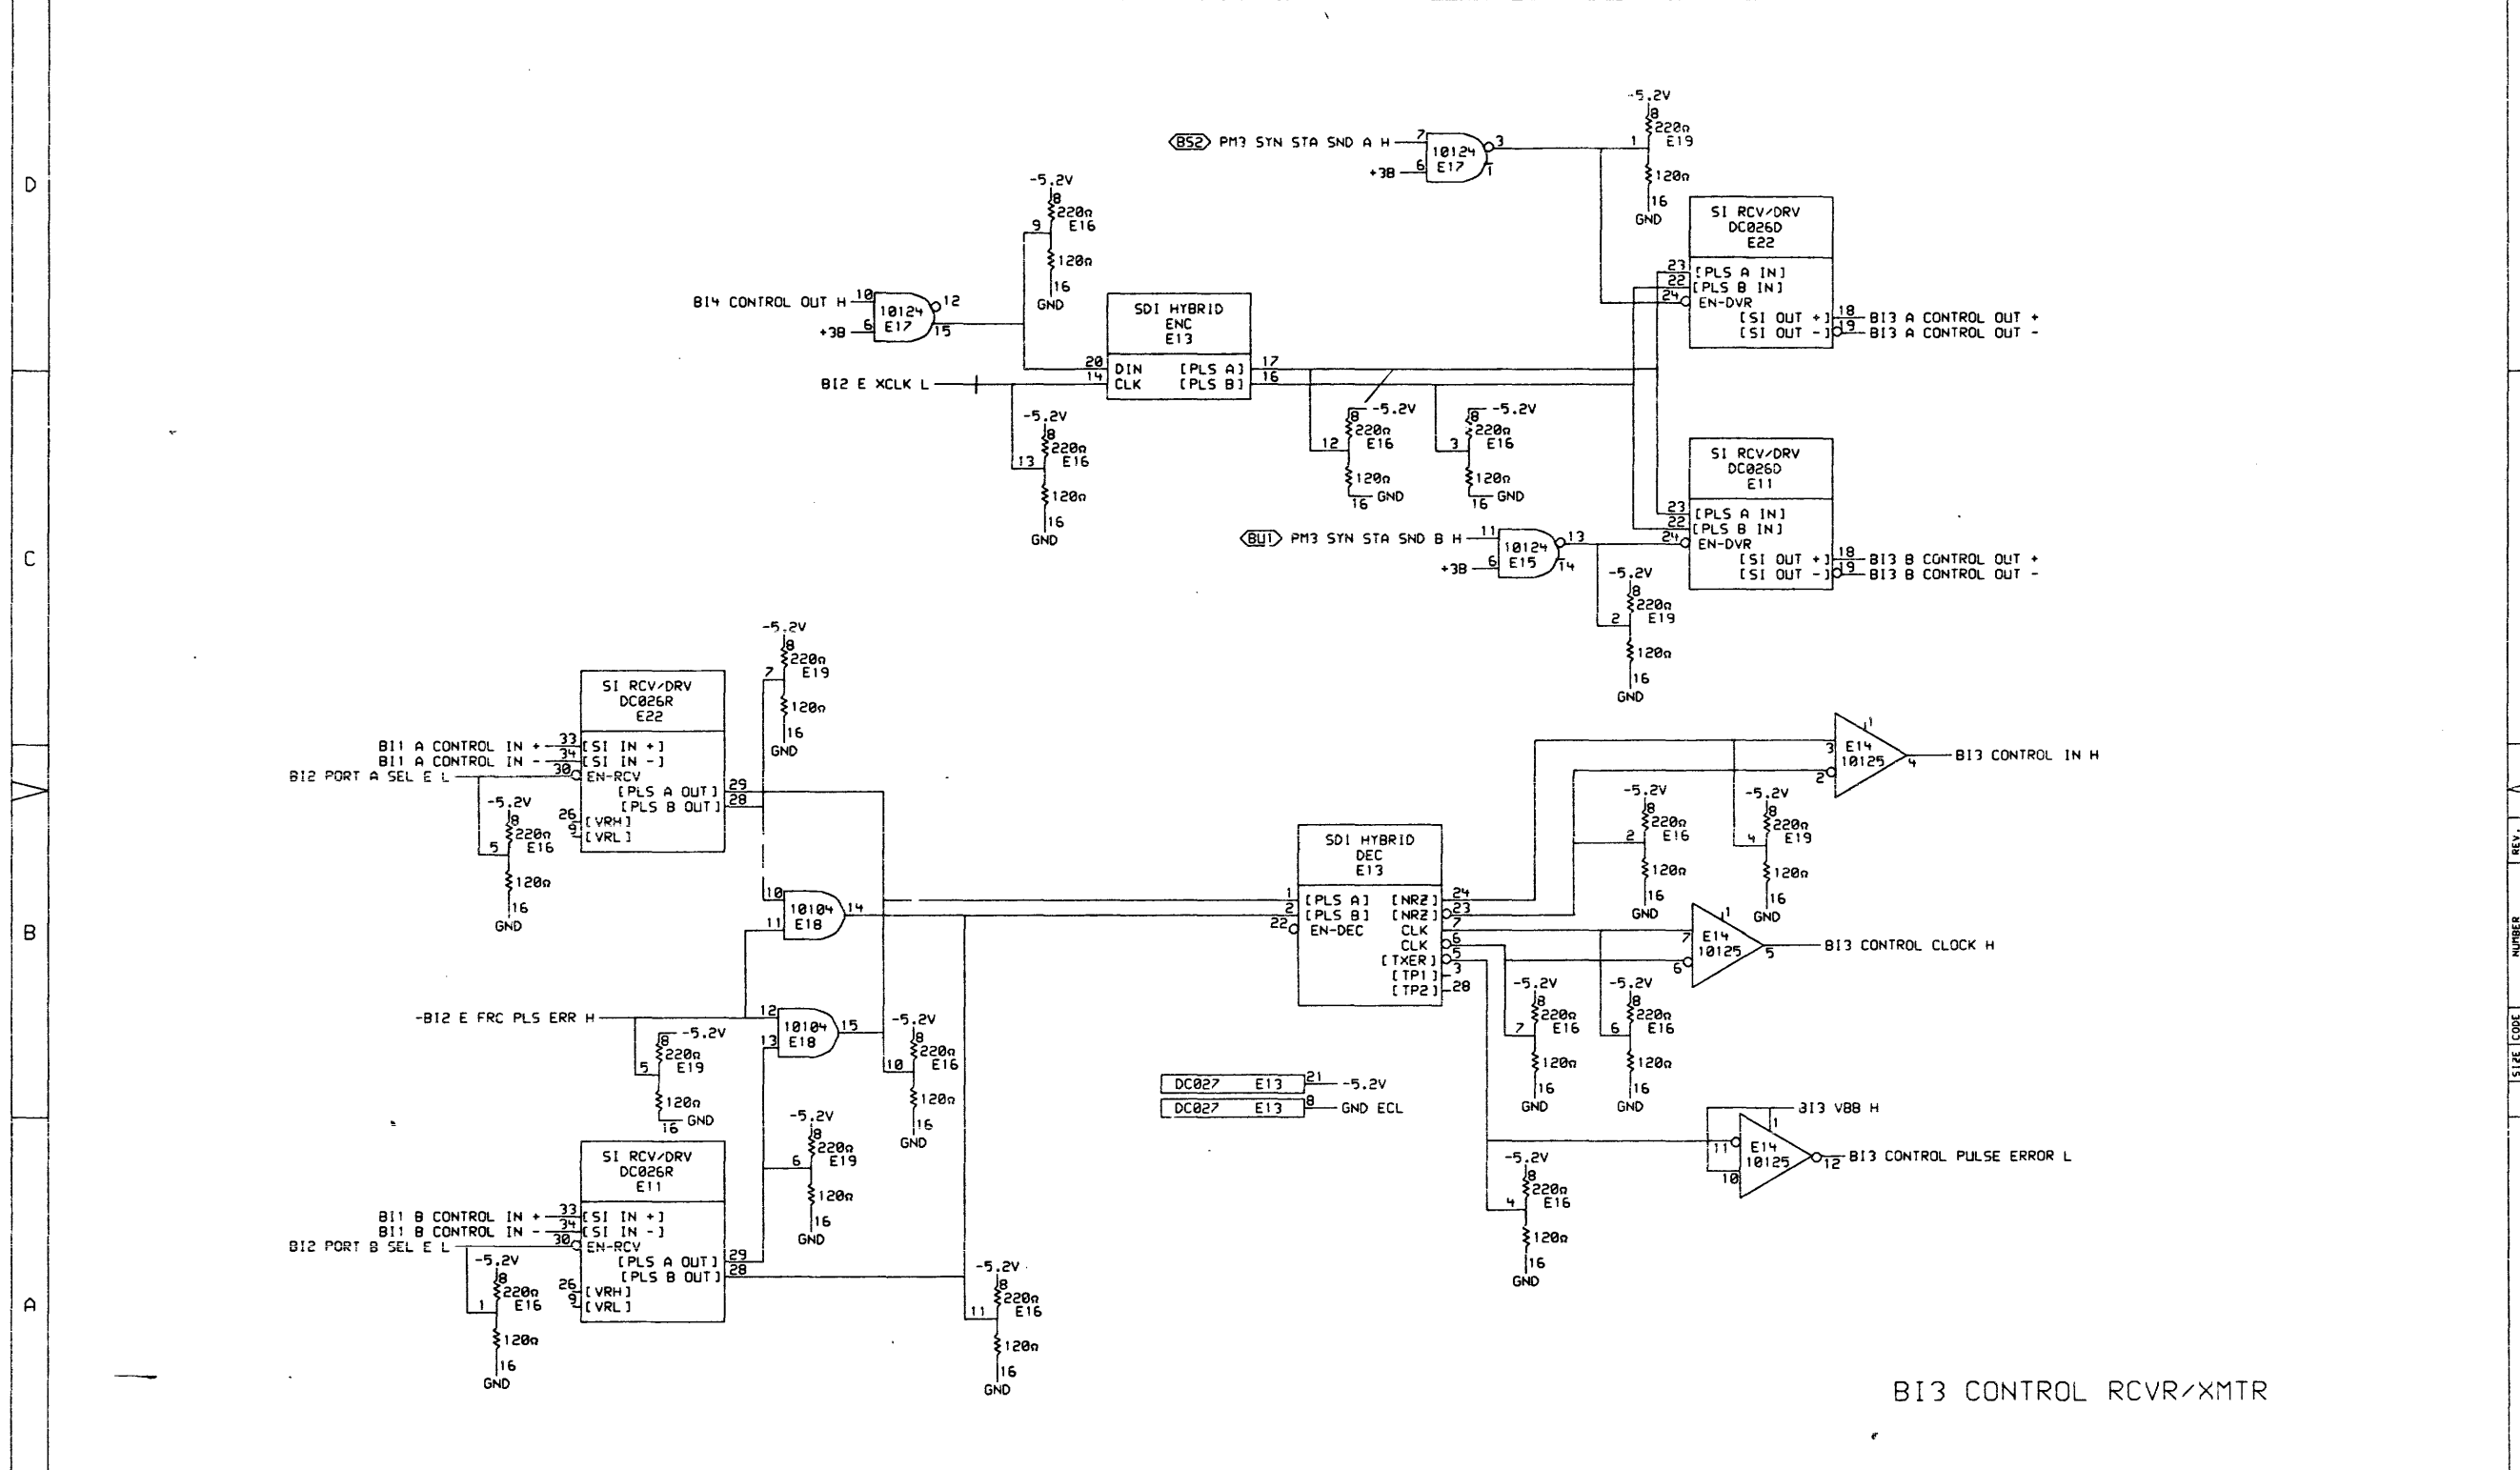 D
C
B
A
-5.2V
8
220Ω
E19
1
120Ω
16
GND
BS2 PM3 SYN STA SND A H
7
+3B
6
10124
E17
3
1
-5.2V
8
220Ω
E16
9
120Ω
16
GND
BI4 CONTROL OUT H
10
+3B
6
10124
E17
12
15
BI2 E XCLK L
SDI HYBRID
ENC
E13
20 DIN [PLS A] 17
14 CLK [PLS B] 16
-5.2V
8
220Ω
13 E16
120Ω
16
GND
-5.2V
8
220Ω
12 E16
120Ω
16 GND
-5.2V
8
220Ω
3 E16
120Ω
16 GND
SI RCV/DRV
DC026D
E22
23 [PLS A IN]
22 [PLS B IN]
24 EN-DVR
[SI OUT +] 18 BI3 A CONTROL OUT +
[SI OUT -] 19 BI3 A CONTROL OUT -
SI RCV/DRV
DC026D
E11
23 [PLS A IN]
22 [PLS B IN]
24 EN-DVR
[SI OUT +] 18 BI3 B CONTROL OUT +
[SI OUT -] 19 BI3 B CONTROL OUT -
BU1 PM3 SYN STA SND B H
11
+3B
6
10124
E15
13
14
-5.2V
8
220Ω
2 E19
120Ω
16
GND
-5.2V
8
220Ω
7 E19
120Ω
16
GND
SI RCV/DRV
DC026R
E22
BI1 A CONTROL IN + 33 [SI IN +]
BI1 A CONTROL IN - 34 [SI IN -]
BI2 PORT A SEL E L 30 EN-RCV
[PLS A OUT] 29
[PLS B OUT] 28
26 [VRH]
9 [VRL]
-5.2V
8
220Ω
5 E16
120Ω
16
GND
10
11
10104
E18
14
-BI2 E FRC PLS ERR H
12
13
10104
E18
15
-5.2V
8
220Ω
5 E19
120Ω
16 GND
-5.2V
8
220Ω
10 E16
120Ω
16
GND
-5.2V
8
220Ω
6 E19
120Ω
16
GND
SI RCV/DRV
DC026R
E11
BI1 B CONTROL IN + 33 [SI IN +]
BI1 B CONTROL IN - 34 [SI IN -]
BI2 PORT B SEL E L 30 EN-RCV
[PLS A OUT] 29
[PLS B OUT] 28
26 [VRH]
9 [VRL]
-5.2V
8
220Ω
1 E16
120Ω
16
GND
-5.2V
8
220Ω
11 E16
120Ω
16
GND
SDI HYBRID
DEC
E13
1 [PLS A] [NRZ] 24
2 [PLS B] [NRZ] 23
22 EN-DEC CLK 7
CLK 6
[TXER] 5
[TP1] 3
[TP2] 28
DC027 E13 21 -5.2V
DC027 E13 8 GND ECL
1
3 E14
10125
2
4 BI3 CONTROL IN H
-5.2V
8
220Ω
2 E16
120Ω
16
GND
-5.2V
8
220Ω
4 E19
120Ω
16
GND
1
7 E14
10125
6
5 BI3 CONTROL CLOCK H
-5.2V
8
220Ω
7 E16
120Ω
16
GND
-5.2V
8
220Ω
6 E16
120Ω
16
GND
BI3 VBB H
1
11 E14
10125
10
12 BI3 CONTROL PULSE ERROR L
-5.2V
8
220Ω
4 E16
120Ω
16
GND
SIZE CODE NUMBER REV.
BI3 CONTROL RCVR/XMTR